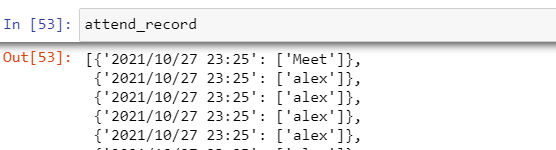 In [53]: attend_record
Out[53]: [{'2021/10/27 23:25': ['Meet']},
{'2021/10/27 23:25': ['alex']},
{'2021/10/27 23:25': ['alex']},
{'2021/10/27 23:25': ['alex']},
{'2021/10/27 23:25': ['alex']},